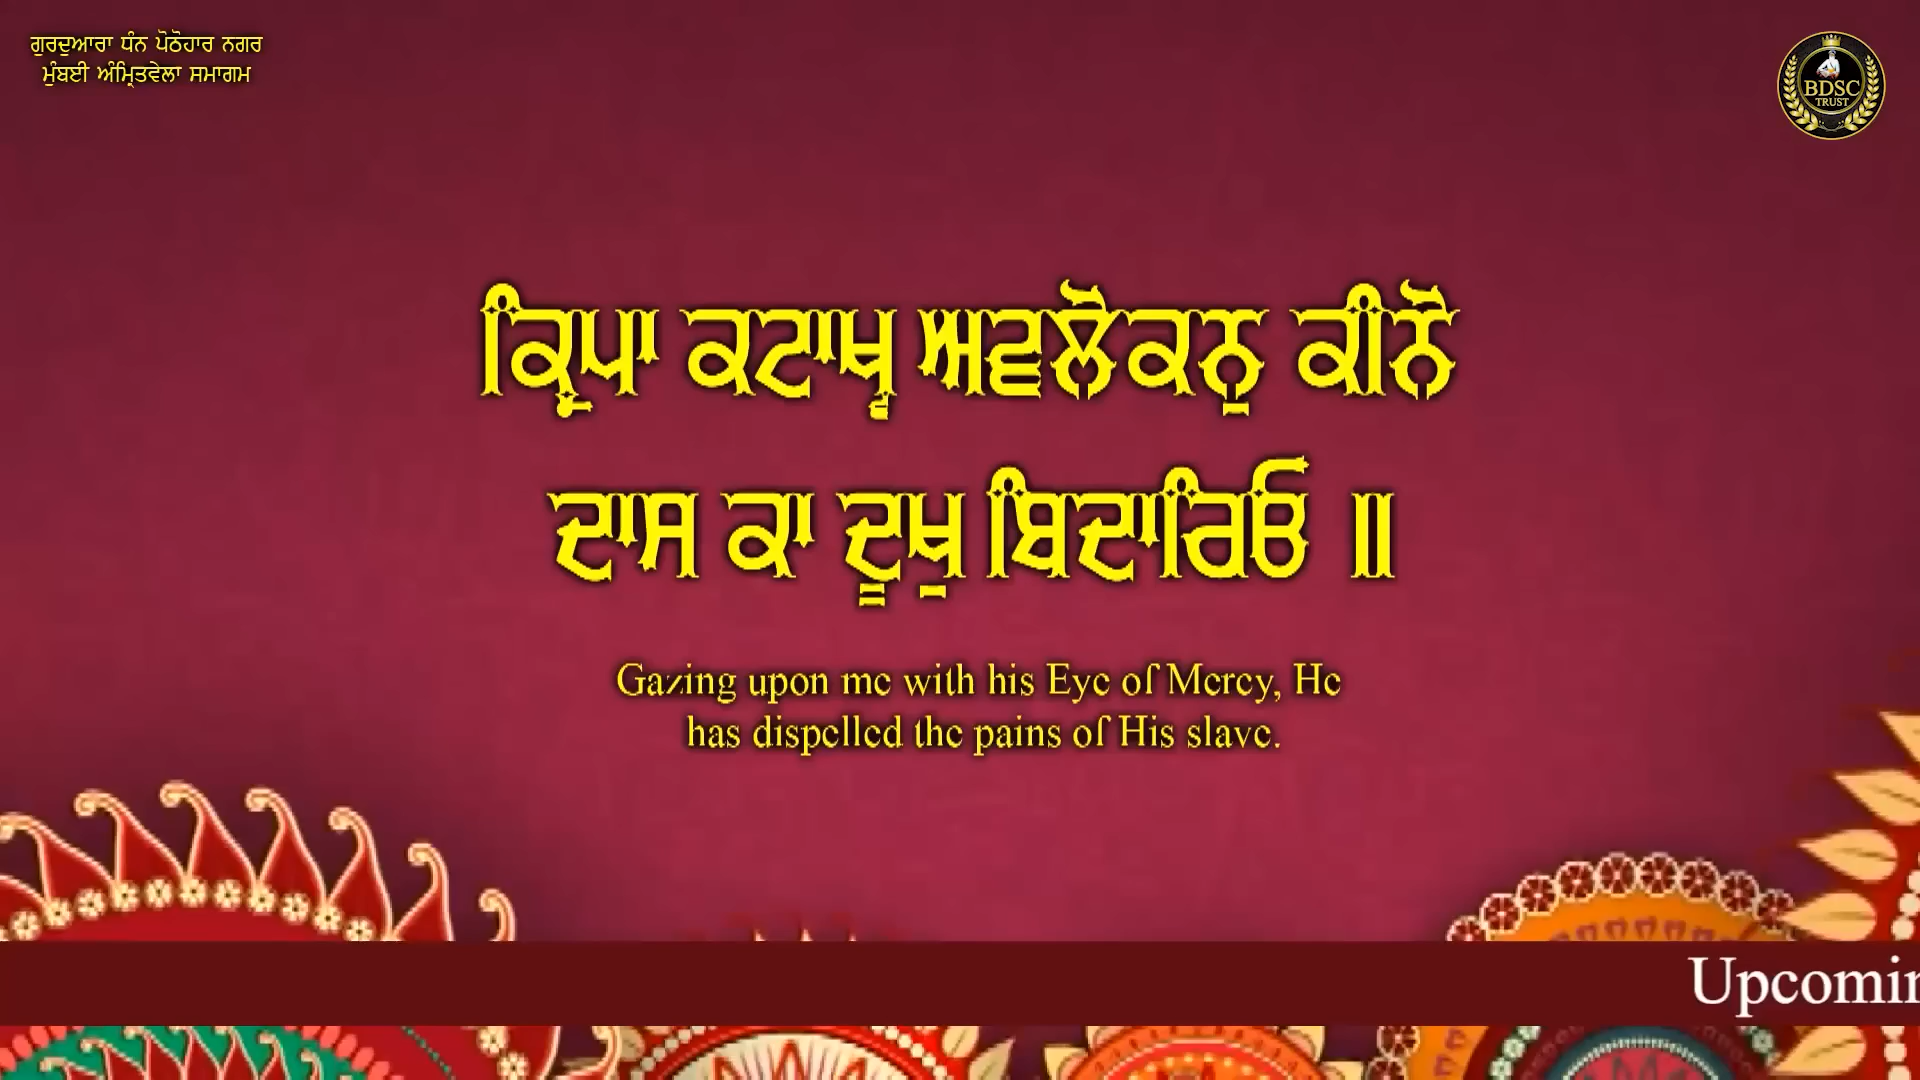 ਗੁਰਦੁਆਰਾ ਧੰਨ ਪੋਠੋਹਾਰ ਨਗਰ
ਮੁੰਬਈ ਅੰਮ੍ਰਿਤਵੇਲਾ ਸਮਾਗਮ
BDSC
TRUST
ਕ੍ਰਿਪਾ ਕਟਾਖੵ ਅਵਲੋਕਨੁ ਕੀਨੋ
ਦਾਸ ਕਾ ਦੂਖੁ ਬਿਦਾਰਿਓ ॥
Gazing upon me with his Eye of Mercy, He
has dispelled the pains of His slave.
Upcomin